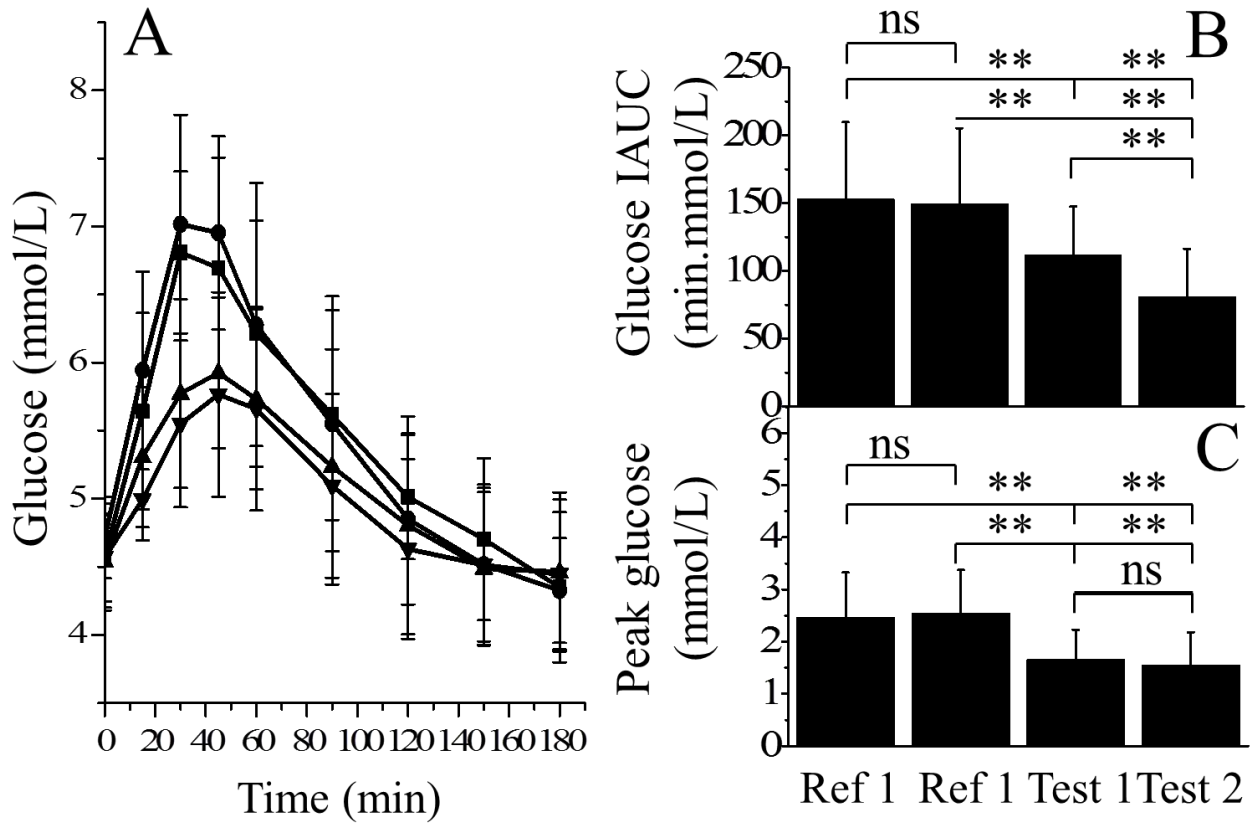 A
Glucose (mmol/L)
8
7
6
5
4
0 20 40 60 80 100 120 140 160 180
Time (min)
B
Glucose IAUC
(min.mmol/L)
250
200
150
100
50
0
ns
** **
** **
**
C
Peak glucose
(mmol/L)
6
5
4
3
2
1
0
ns
** **
** **
ns
Ref 1 Ref 1 Test 1 Test 2